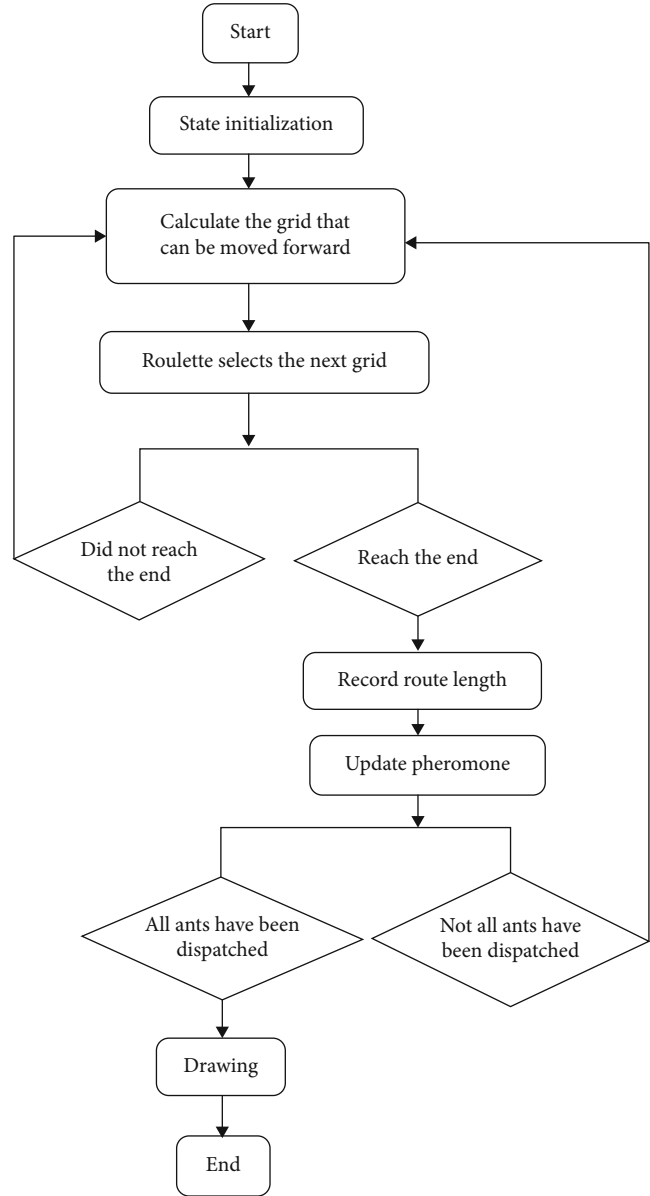 Start
State initialization
Calculate the grid that
can be moved forward
Roulette selects the next grid
Did not reach
the end
Reach the end
Record route length
Update pheromone
All ants have been
dispatched
Not all ants have
been dispatched
Drawing
End